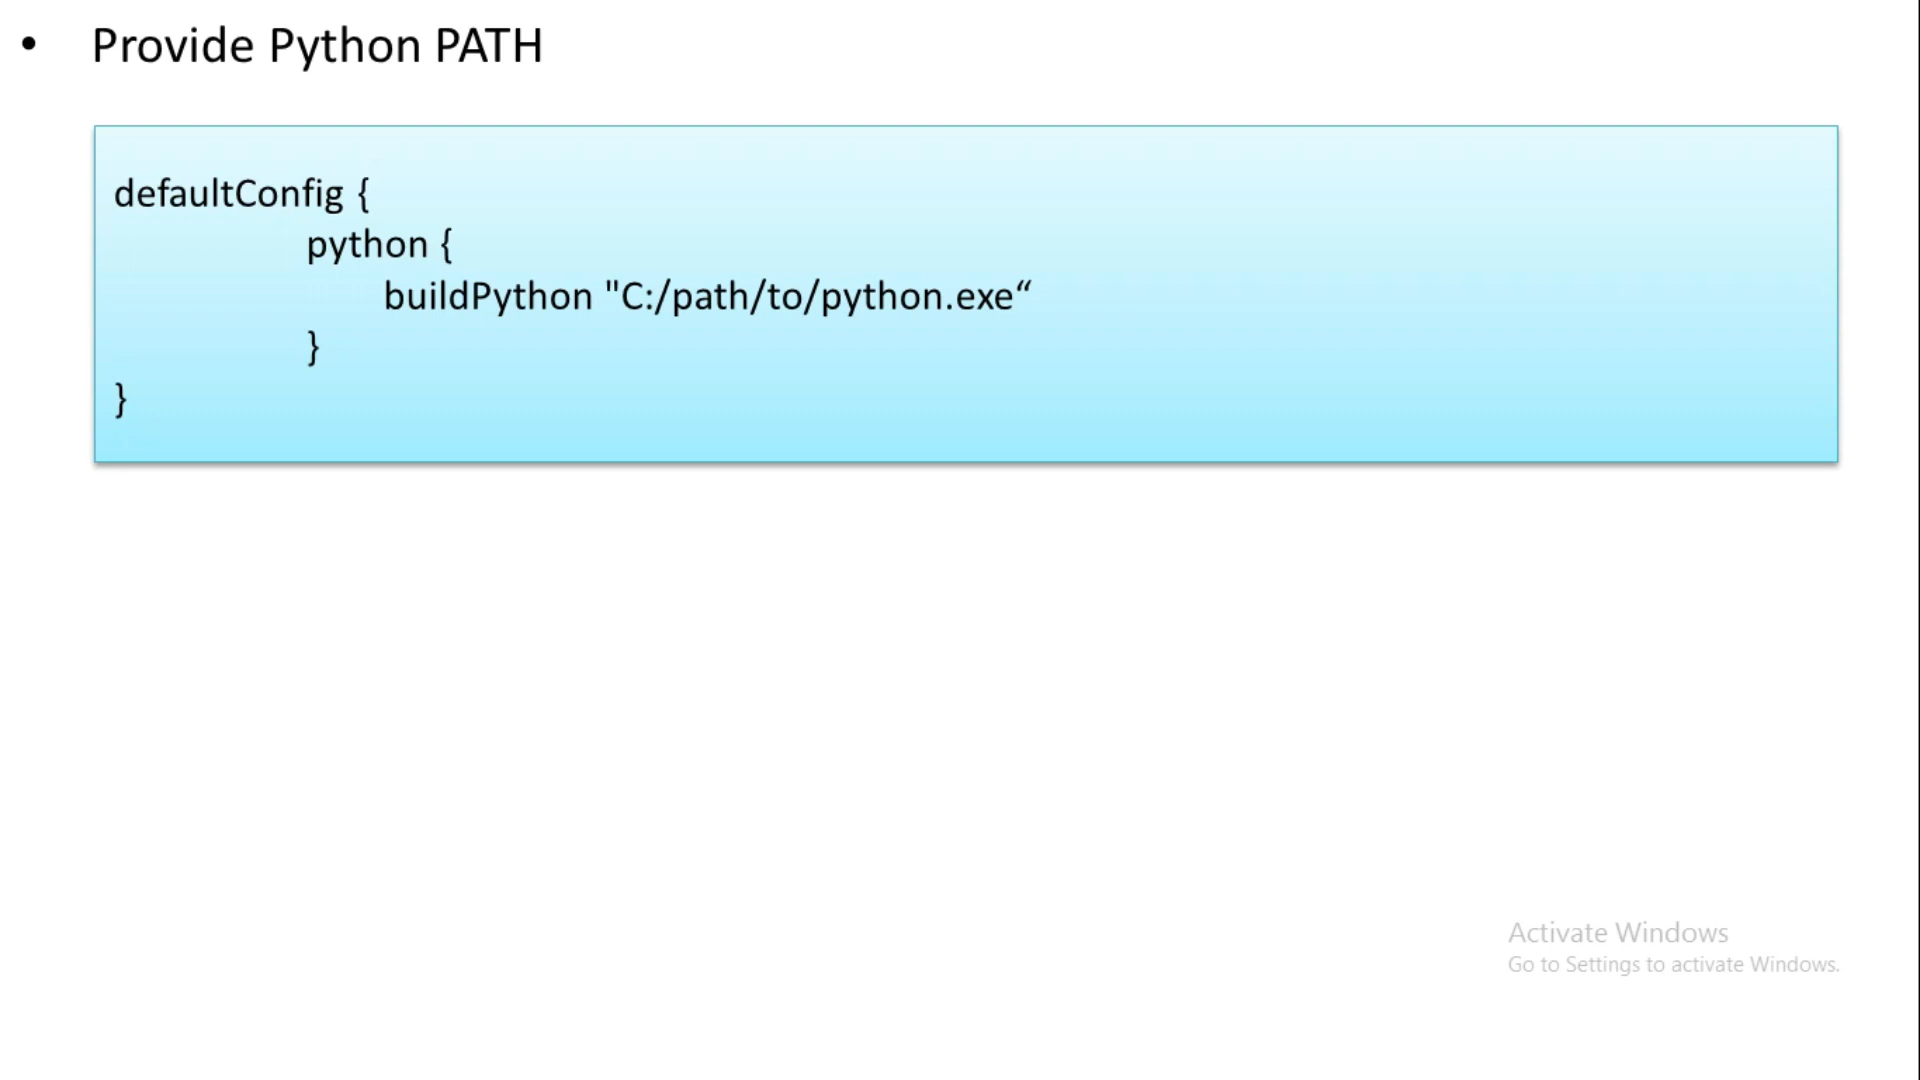 • Provide Python PATH
defaultConfig {
python {
buildPython "C:/path/to/python.exe“
}
}
Activate Windows
Go to Settings to activate Windows.